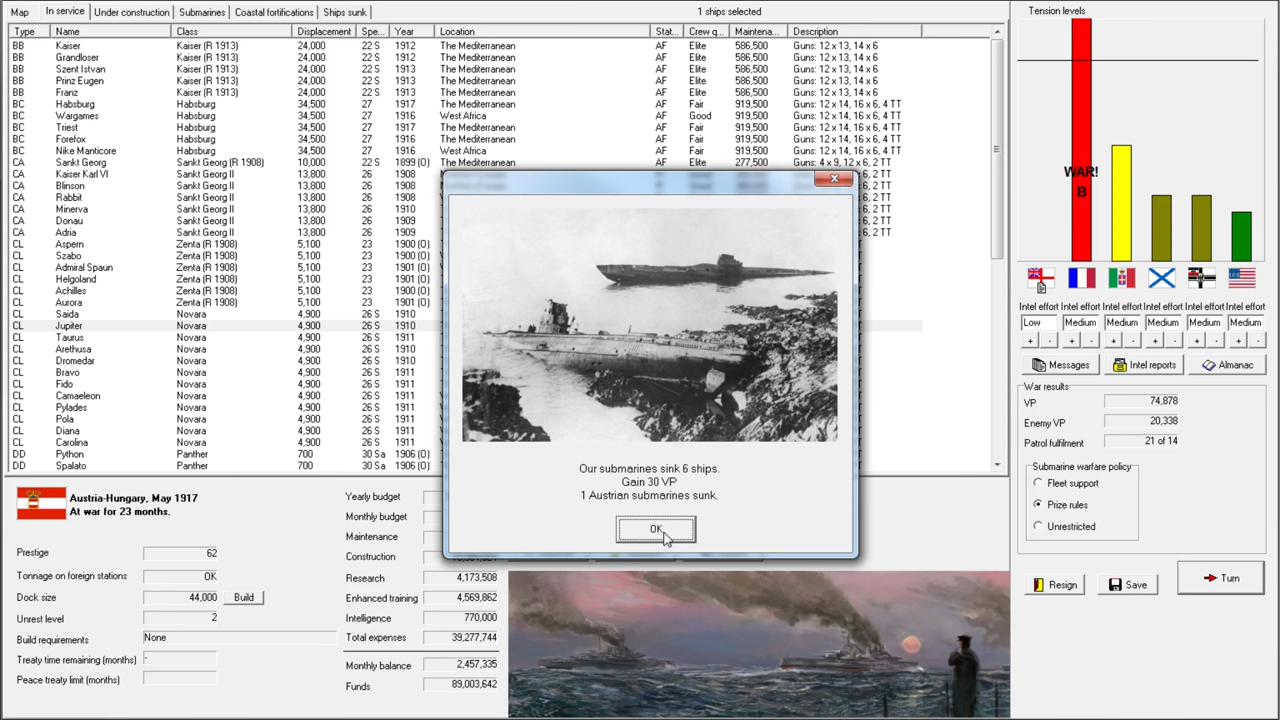 Map In service Under construction Submarines Coastal fortifications Ships sunk 1 ships selected Tension levels
Type Name Class Displacement Spe... Year Location Stat... Crew q... Maintena... Description
BB Kaiser Kaiser (R 1913) 24,000 22 S 1912 The Mediterranean AF Elite 586,500 Guns: 12 x 13, 14 x 6
BB Grandloser Kaiser (R 1913) 24,000 22 S 1912 The Mediterranean AF Elite 586,500 Guns: 12 x 13, 14 x 6
BB Szent Istvan Kaiser (R 1913) 24,000 22 S 1913 The Mediterranean AF Elite 586,500 Guns: 12 x 13, 14 x 6
BB Prinz Eugen Kaiser (R 1913) 24,000 22 S 1913 The Mediterranean AF Elite 586,500 Guns: 12 x 13, 14 x 6
BB Franz Kaiser (R 1913) 24,000 22 S 1913 The Mediterranean AF Elite 586,500 Guns: 12 x 13, 14 x 6
BC Habsburg Habsburg 34,500 27 1917 The Mediterranean AF Fair 919,500 Guns: 12 x 14, 16 x 6, 4 TT
BC Wargames Habsburg 34,500 27 1916 West Africa AF Good 919,500 Guns: 12 x 14, 16 x 6, 4 TT
BC Triest Habsburg 34,500 27 1917 The Mediterranean AF Fair 919,500 Guns: 12 x 14, 16 x 6, 4 TT
BC Forefox Habsburg 34,500 27 1916 The Mediterranean AF Fair 919,500 Guns: 12 x 14, 16 x 6, 4 TT
BC Nike Manticore Habsburg 34,500 27 1916 West Africa AF Fair 919,500 Guns: 12 x 14, 16 x 6, 4 TT
CA Sankt Georg Sankt Georg (R 1908) 10,000 22 S 1899 (O) The Mediterranean AF Elite 277,500 Guns: 4 x 9, 12 x 6, 2 TT
CA Kaiser Karl VI Sankt Georg II 13,800 26 1908 6, 2 TT
CA Blinson Sankt Georg II 13,800 26 1908 6, 2 TT
CA Rabbit Sankt Georg II 13,800 26 1908 6, 2 TT
CA Minerva Sankt Georg II 13,800 26 1910 6, 2 TT
CA Donau Sankt Georg II 13,800 26 1909 6, 2 TT
CA Adria Sankt Georg II 13,800 26 1909 6, 2 TT
CL Aspern Zenta (R 1908) 5,100 23 1900 (O) TT
CL Szabo Zenta (R 1908) 5,100 23 1900 (O) TT
CL Admiral Spaun Zenta (R 1908) 5,100 23 1901 (O) TT
CL Helgoland Zenta (R 1908) 5,100 23 1901 (O) TT
CL Achilles Zenta (R 1908) 5,100 23 1900 (O) TT
CL Aurora Zenta (R 1908) 5,100 23 1901 (O) TT
CL Saida Novara 4,900 26 S 1910
CL Jupiter Novara 4,900 26 S 1910
CL Taurus Novara 4,900 26 S 1911
CL Arethusa Novara 4,900 26 S 1910
CL Dromedar Novara 4,900 26 S 1910
CL Bravo Novara 4,900 26 S 1911
CL Fido Novara 4,900 26 S 1911
CL Camaeleon Novara 4,900 26 S 1911
CL Pylades Novara 4,900 26 S 1911
CL Pola Novara 4,900 26 S 1911
CL Diana Novara 4,900 26 S 1911
CL Carolina Novara 4,900 26 S 1911
DD Python Panther 700 30 Sa 1906 (O)
DD Spalato Panther 700 30 Sa 1906 (O)
Our submarines sink 6 ships.
Gain 30 VP
1 Austrian submarines sunk.
OK
WAR!
B
Intel effort Intel effort Intel effort Intel effort Intel effort Intel effort
Low Medium Medium Medium Medium Medium
+ - + - + - + - + - + -
Messages Intel reports Almanac
War results
VP 74,878
Enemy VP 20,338
Patrol fulfilment 21 of 14
Submarine warfare policy
Fleet support
Prize rules
Unrestricted
Resign Save Turn
Austria-Hungary, May 1917
At war for 23 months.
Prestige 62
Tonnage on foreign stations OK
Dock size 44,000 Build
Unrest level 2
Build requirements None
Treaty time remaining (months) -
Peace treaty limit (months)
Yearly budget
Monthly budget
Maintenance
Construction
Research 4,173,508
Enhanced training 4,569,862
Intelligence 770,000
Total expenses 39,277,744
Monthly balance 2,457,335
Funds 89,003,642